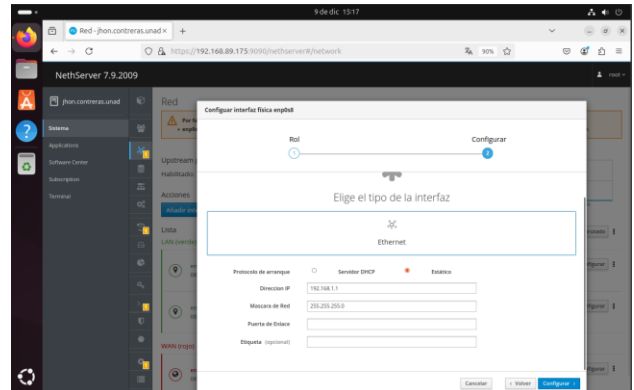 9 de dic 15:17
Red - jhon.contreras.unad ×
https://192.168.89.175:9090/nethserver#/network
90%
NethServer 7.9.2009
root
jhon.contreras.unad
Sistema
Applications
Software Center
Subscription
Terminal
Red
Upstream
Habilitado
Acciones
Añadir
Lista
LAN (verde)
WAN (rojo)
Configuar interfaz física enp0s8
Rol
Configurar
1
2
Elige el tipo de la interfaz
Ethernet
Protocolo de arranque
Servidor DHCP
Estático
Direccion IP
192.168.1.1
Mascara de Red
255.255.255.0
Puerta de Enlace
Etiqueta (opcional)
Cancelar
‹ Volver
Configurar ›